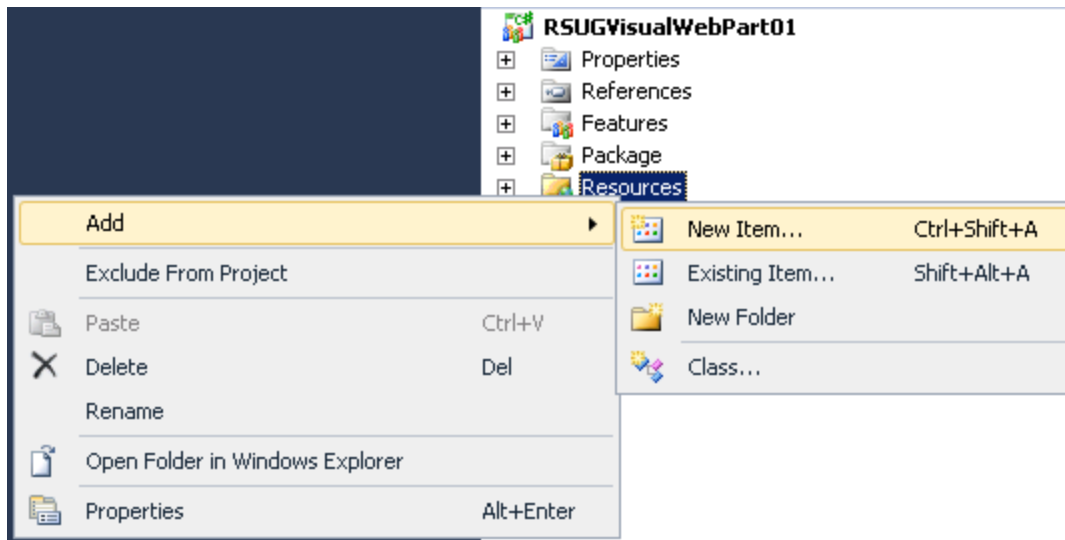 RSUGVisualWebPart01
Properties
References
Features
Package
Resources
Add
Exclude From Project
Paste Ctrl+V
Delete Del
Rename
Open Folder in Windows Explorer
Properties Alt+Enter
New Item... Ctrl+Shift+A
Existing Item... Shift+Alt+A
New Folder
Class...